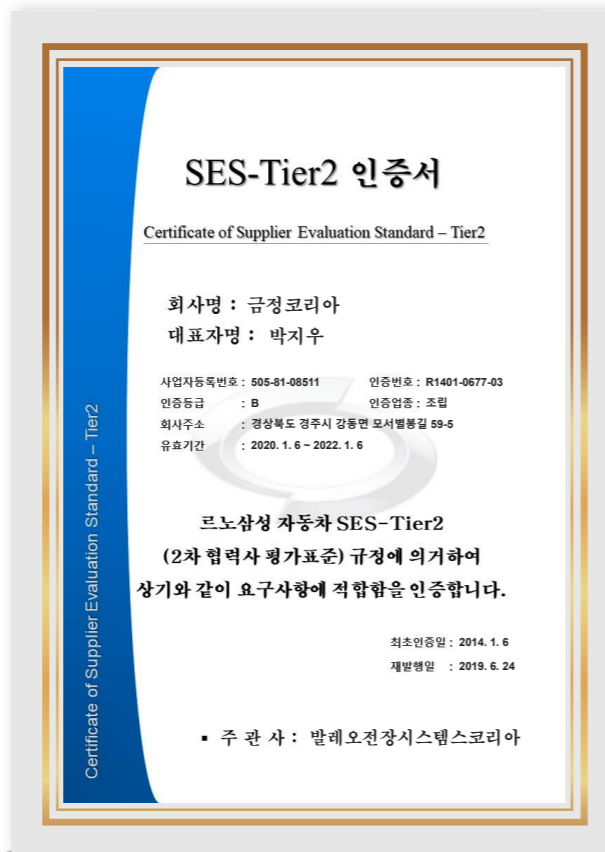 SES-Tier2 인증서
Certificate of Supplier Evaluation Standard – Tier2
회사명 : 금정코리아
대표자명 : 박지우
사업자등록번호 : 505-81-08511 인증번호 : R1401-0677-03
인증등급 : B 인증업종 : 조립
회사주소 : 경상북도 경주시 강동면 모서별봉길 59-5
유효기간 : 2020. 1. 6 ~ 2022. 1. 6
르노삼성 자동차 SES-Tier2
(2차 협력사 평가표준) 규정에 의거하여
상기와 같이 요구사항에 적합함을 인증합니다.
최초인증일 : 2014. 1. 6
재발행일 : 2019. 6. 24
▪ 주 관 사 : 발레오전장시스템스코리아
Certificate of Supplier Evaluation Standard – Tier2